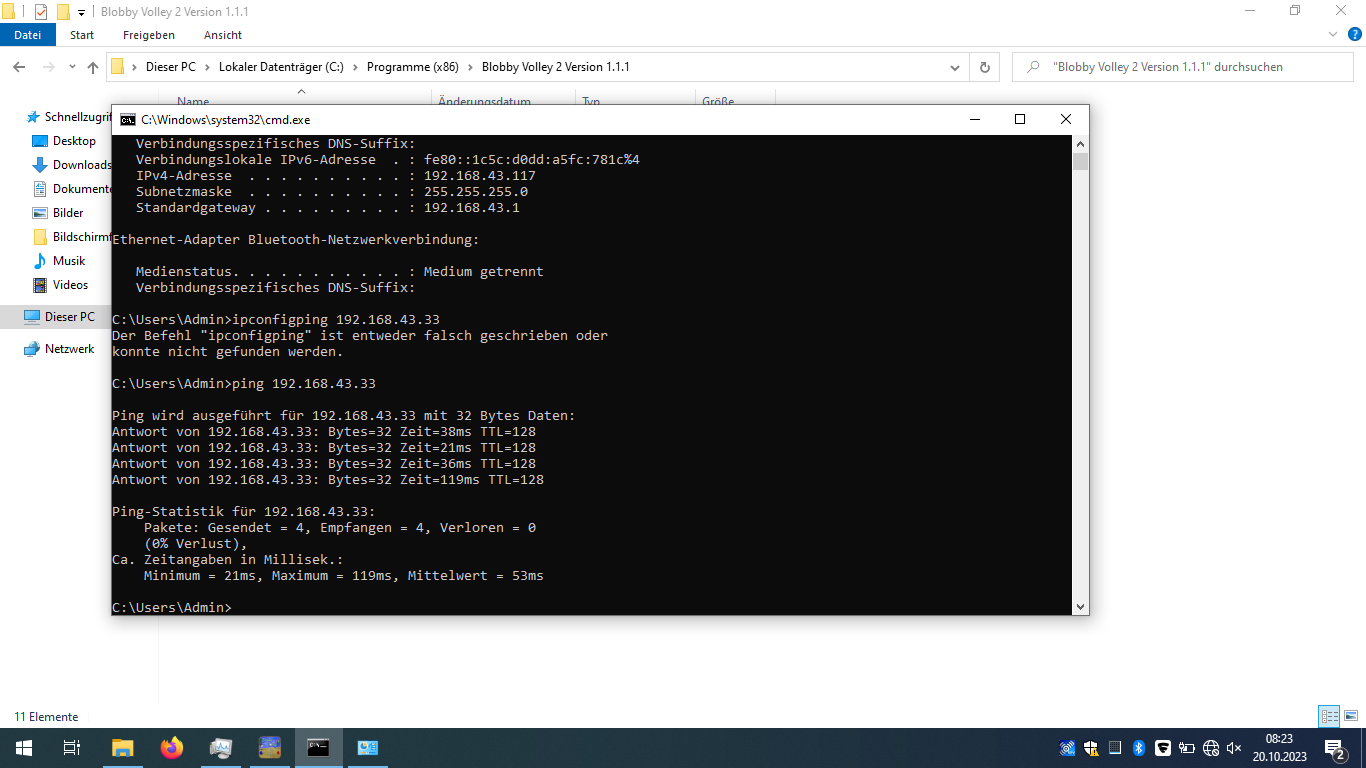 Blobby Volley 2 Version 1.1.1
Datei Start Freigeben Ansicht
Dieser PC Lokaler Datenträger (C:) Programme (x86) Blobby Volley 2 Version 1.1.1
"Blobby Volley 2 Version 1.1.1" durchsuchen
Name Änderungsdatum Typ Größe
Schnellzugrif
Desktop
Downloads
Dokumente
Bilder
Bildschirmf
Musik
Videos
Dieser PC
Netzwerk
C:\Windows\system32\cmd.exe
Verbindungsspezifisches DNS-Suffix:
Verbindungslokale IPv6-Adresse . : fe80::1c5c:d0dd:a5fc:781c%4
IPv4-Adresse . . . . . . . . . . : 192.168.43.117
Subnetzmaske . . . . . . . . . . : 255.255.255.0
Standardgateway . . . . . . . . . : 192.168.43.1
Ethernet-Adapter Bluetooth-Netzwerkverbindung:
Medienstatus. . . . . . . . . . . : Medium getrennt
Verbindungsspezifisches DNS-Suffix:
C:\Users\Admin>ipconfigping 192.168.43.33
Der Befehl "ipconfigping" ist entweder falsch geschrieben oder
konnte nicht gefunden werden.
C:\Users\Admin>ping 192.168.43.33
Ping wird ausgeführt für 192.168.43.33 mit 32 Bytes Daten:
Antwort von 192.168.43.33: Bytes=32 Zeit=38ms TTL=128
Antwort von 192.168.43.33: Bytes=32 Zeit=21ms TTL=128
Antwort von 192.168.43.33: Bytes=32 Zeit=36ms TTL=128
Antwort von 192.168.43.33: Bytes=32 Zeit=119ms TTL=128
Ping-Statistik für 192.168.43.33:
Pakete: Gesendet = 4, Empfangen = 4, Verloren = 0
(0% Verlust),
Ca. Zeitangaben in Millisek.:
Minimum = 21ms, Maximum = 119ms, Mittelwert = 53ms
C:\Users\Admin>
11 Elemente
08:23
20.10.2023
2